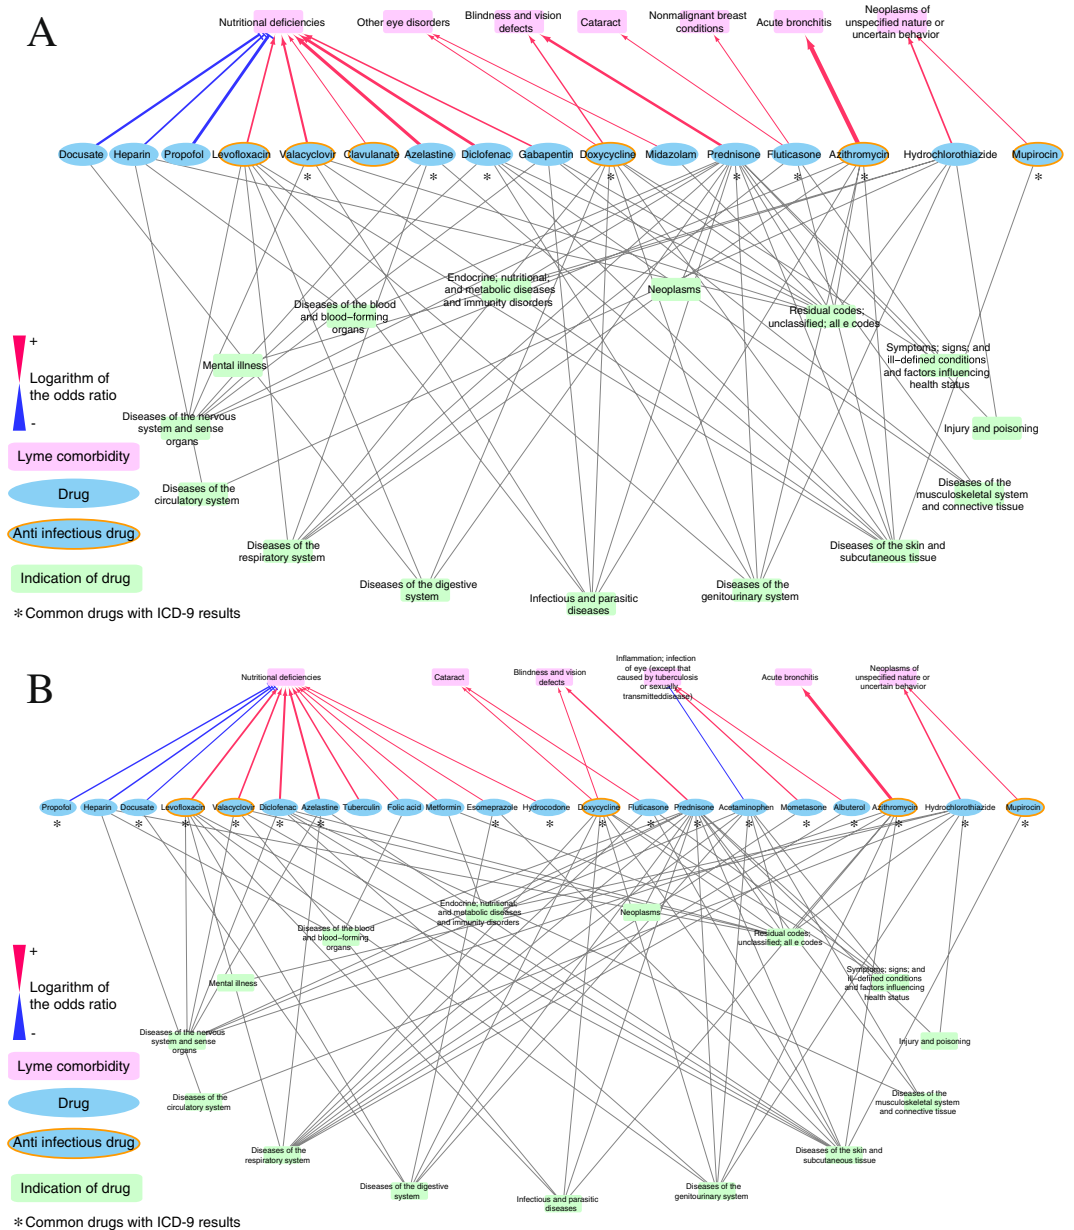 A
Nutritional deficiencies
Other eye disorders
Blindness and vision
defects
Cataract
Nonmalignant breast
conditions
Acute bronchitis
Neoplasms of
unspecified nature or
uncertain behavior
Docusate
Heparin
Propofol
Levofloxacin
Valacyclovir
Clavulanate
Azelastine
Diclofenac
Gabapentin
Doxycycline
Midazolam
Prednisone
Fluticasone
Azithromycin
Hydrochlorothiazide
Mupirocin
* * * * * * * *
Endocrine; nutritional;
and metabolic diseases
and immunity disorders
Neoplasms
Diseases of the blood
and blood−forming
organs
Residual codes;
unclassified; all e codes
Mental illness
Symptoms; signs; and
ill−defined conditions
and factors influencing
health status
Diseases of the nervous
system and sense
organs
Injury and poisoning
Diseases of the
circulatory system
Diseases of the
musculoskeletal system
and connective tissue
Diseases of the
respiratory system
Diseases of the skin and
subcutaneous tissue
Diseases of the digestive
system
Infectious and parasitic
diseases
Diseases of the
genitourinary system
+
Logarithm of
the odds ratio
-
Lyme comorbidity
Drug
Anti infectious drug
Indication of drug
*Common drugs with ICD-9 results
B
Nutritional deficiencies
Cataract
Blindness and vision
defects
Inflammation; infection
of eye (except that
caused by tuberculosis
or sexually
transmitteddisease)
Acute bronchitis
Neoplasms of
unspecified nature or
uncertain behavior
Propofol
Heparin
Docusate
Levofloxacin
Valacyclovir
Diclofenac
Azelastine
Tuberculin
Folic acid
Metformin
Esomeprazole
Hydrocodone
Doxycycline
Fluticasone
Prednisone
Acetaminophen
Mometasone
Albuterol
Azithromycin
Hydrochlorothiazide
Mupirocin
* * * * * * * * * * * * * * * * *
Endocrine; nutritional;
and metabolic diseases
and immunity disorders
Neoplasms
Diseases of the blood
and blood−forming
organs
Residual codes;
unclassified; all e codes
Mental illness
Symptoms; signs; and
ill−defined conditions
and factors influencing
health status
Diseases of the nervous
system and sense
organs
Injury and poisoning
Diseases of the
circulatory system
Diseases of the
musculoskeletal system
and connective tissue
Diseases of the
respiratory system
Diseases of the skin and
subcutaneous tissue
Diseases of the digestive
system
Infectious and parasitic
diseases
Diseases of the
genitourinary system
+
Logarithm of
the odds ratio
-
Lyme comorbidity
Drug
Anti infectious drug
Indication of drug
*Common drugs with ICD-9 results